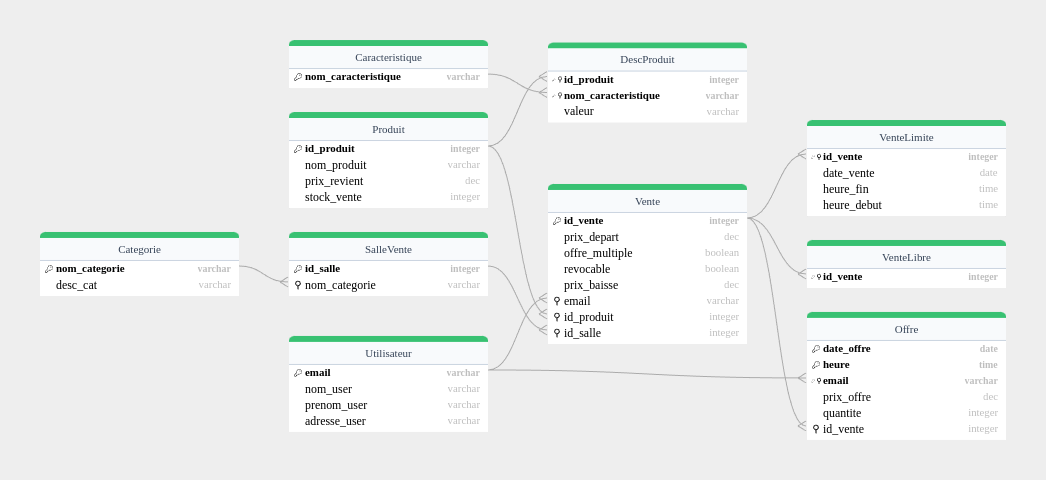 Caracteristique
nom_caracteristique varchar
Produit
id_produit integer
nom_produit varchar
prix_revient dec
stock_vente integer
Categorie
nom_categorie varchar
desc_cat varchar
SalleVente
id_salle integer
nom_categorie varchar
Utilisateur
email varchar
nom_user varchar
prenom_user varchar
adresse_user varchar
DescProduit
id_produit integer
nom_caracteristique varchar
valeur varchar
Vente
id_vente integer
prix_depart dec
offre_multiple boolean
revocable boolean
prix_baisse dec
email varchar
id_produit integer
id_salle integer
VenteLimite
id_vente integer
date_vente date
heure_fin time
heure_debut time
VenteLibre
id_vente integer
Offre
date_offre date
heure time
email varchar
prix_offre dec
quantite integer
id_vente integer